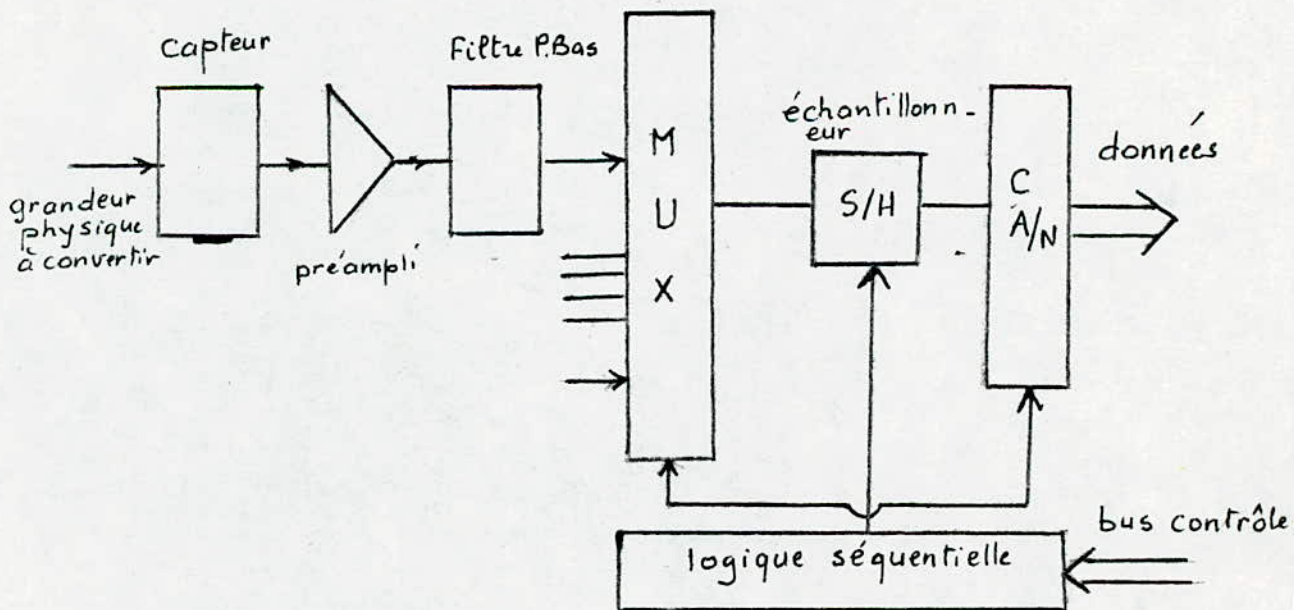 Capteur
Filtre P.Bas
grandeur
physique
à convertir
préampli
M
U
X
échantillonn-
eur
S/H
C
A/N
données
logique séquentielle
bus contrôle